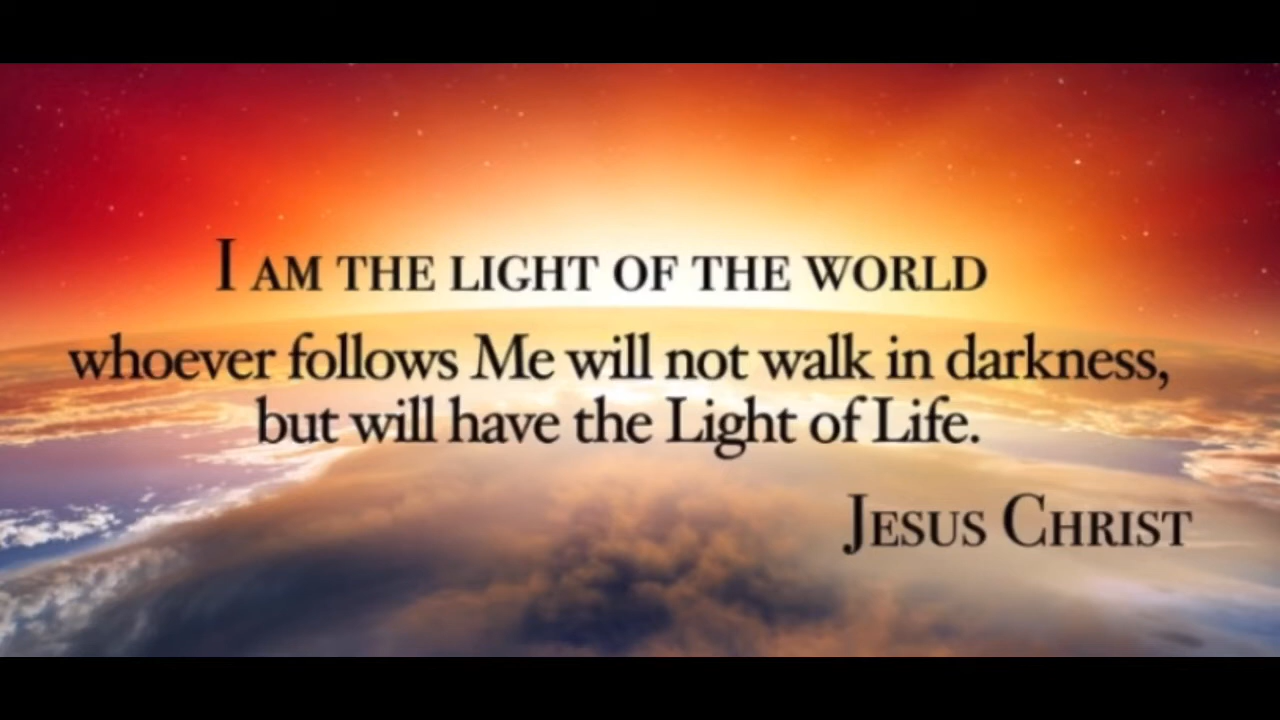 I AM THE LIGHT OF THE WORLD
whoever follows Me will not walk in darkness,
but will have the Light of Life.
JESUS CHRIST